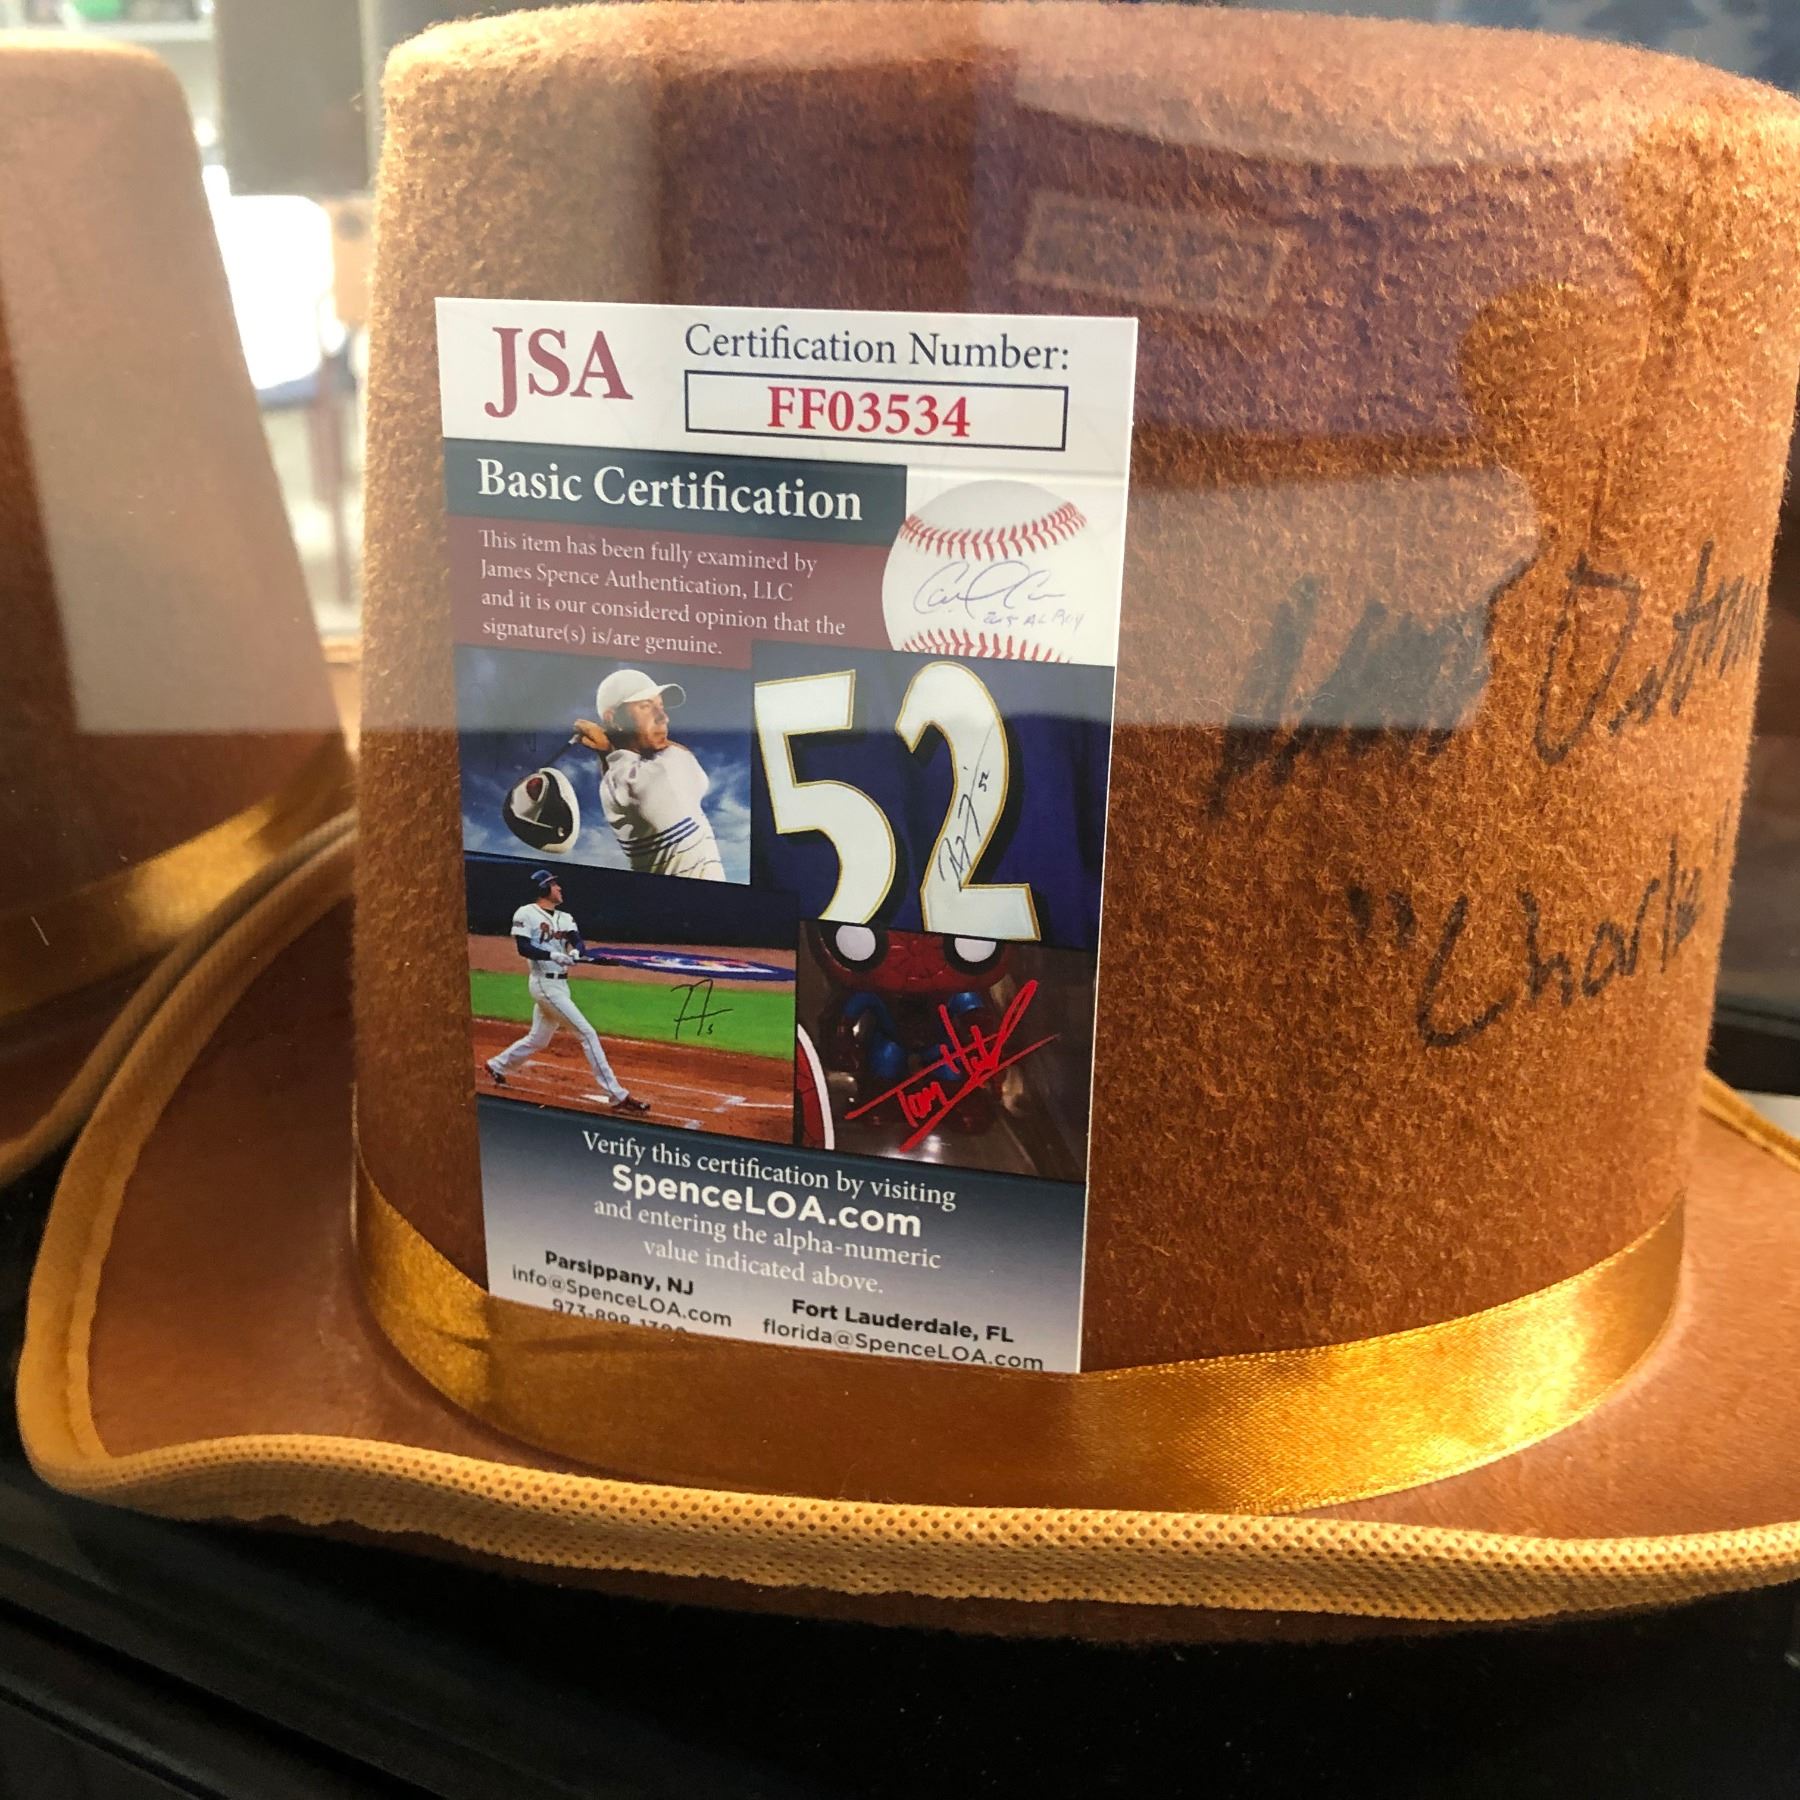 JSA
Certification Number:
FF03534
Basic Certification
This item has been fully examined by
James Spence Authentication, LLC
and it is our considered opinion that the
signature(s) is/are genuine.
52
52
Verify this certification by visiting
SpenceLOA.com
and entering the alpha-numeric
value indicated above.
Parsippany, NJ
info@SpenceLOA.com
Fort Lauderdale, FL
florida@SpenceLOA.com
"Charlie"